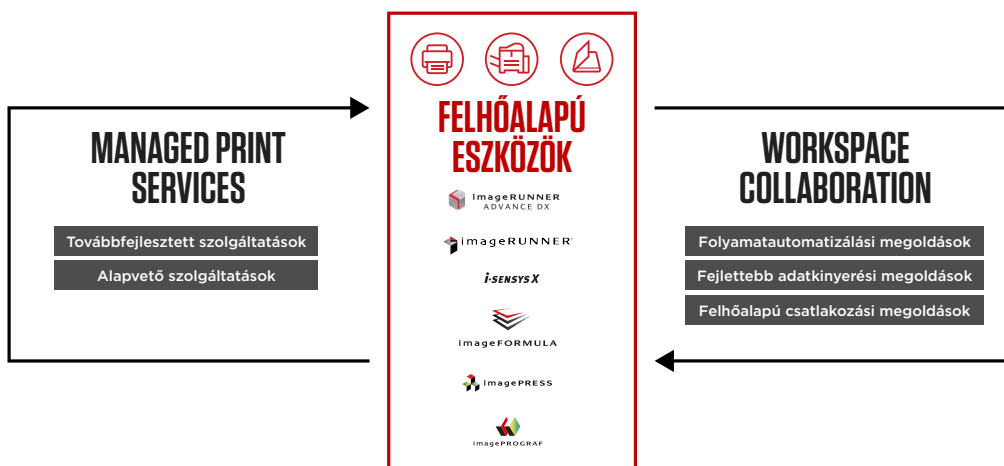 MANAGED PRINT
SERVICES
Továbbfejlesztett szolgáltatások
Alapvető szolgáltatások
FELHŐALAPÚ
ESZKÖZÖK
imageRUNNER
ADVANCE DX
imageRUNNER
i-SENSYS X
imageFORMULA
imagePRESS
imagePROGRAF
WORKSPACE
COLLABORATION
Folyamatautomatizálási megoldások
Fejlettebb adatkinyerési megoldások
Felhőalapú csatlakozási megoldások